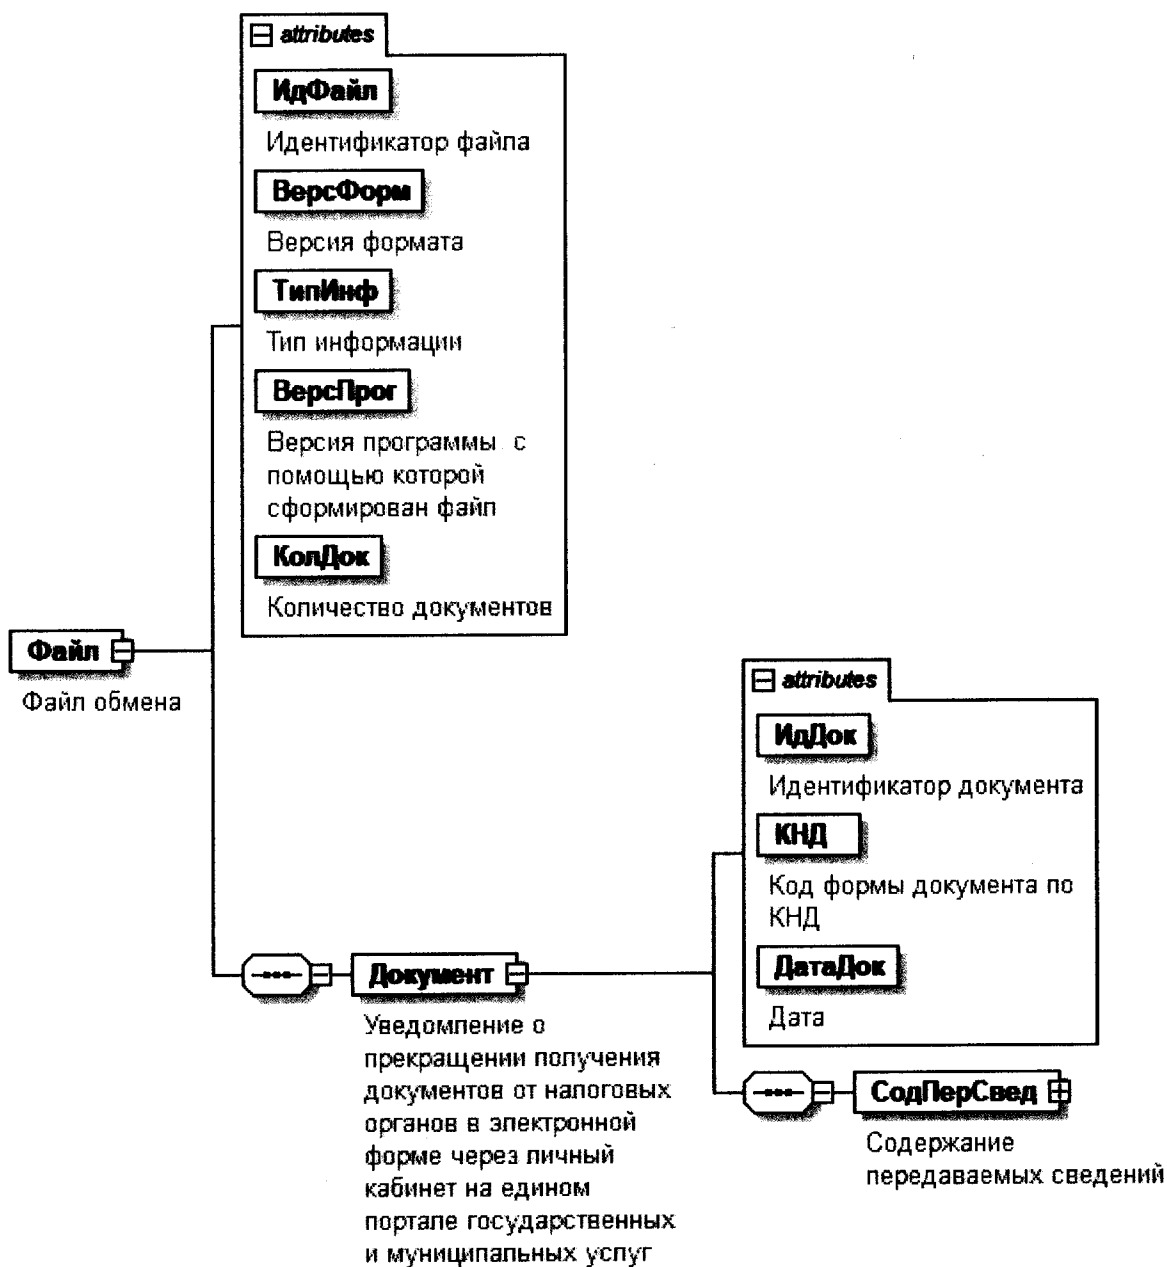 attributes
ИдФайл
Идентификатор файла
ВерсФорм
Версия формата
ТипИнф
Тип информации
ВерсПрог
Версия программы с
помощью которой
сформирован файл
КолДок
Количество документов
Файл
Файл обмена
Документ
Уведомление о
прекращении получения
документов от налоговых
органов в электронной
форме через личный
кабинет на едином
портале государственных
и муниципальных услуг
attributes
ИдДок
Идентификатор документа
КНД
Код формы документа по
КНД
ДатаДок
Дата
СодПерСвед
Содержание
передаваемых сведений